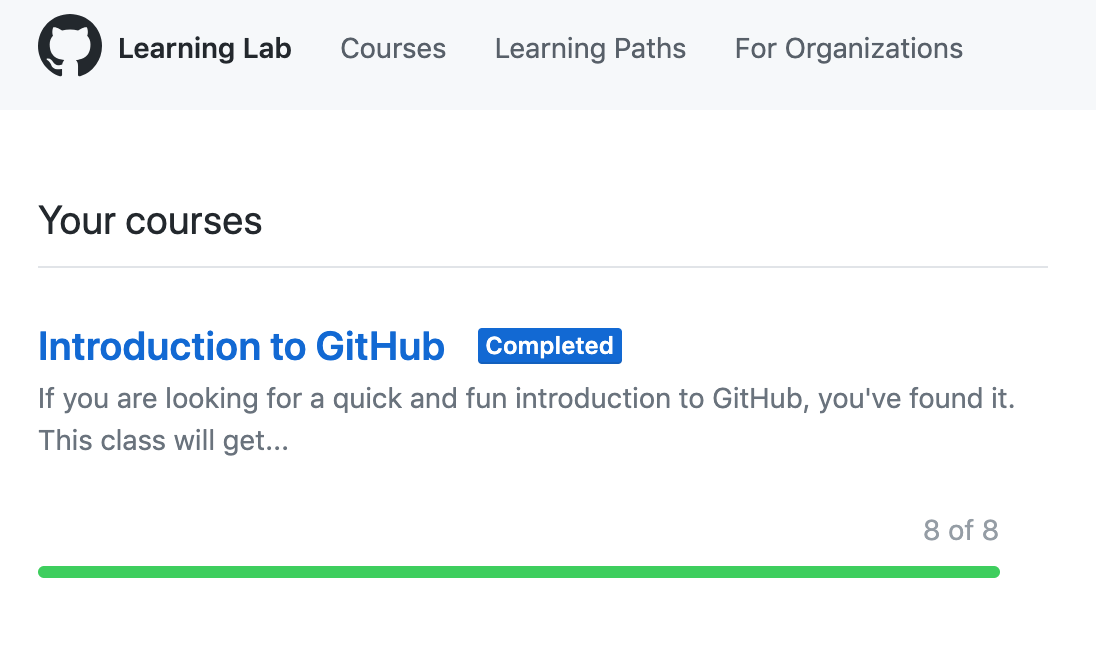 Learning Lab Courses Learning Paths For Organizations
Your courses
Introduction to GitHub Completed
If you are looking for a quick and fun introduction to GitHub, you've found it.
This class will get...
8 of 8